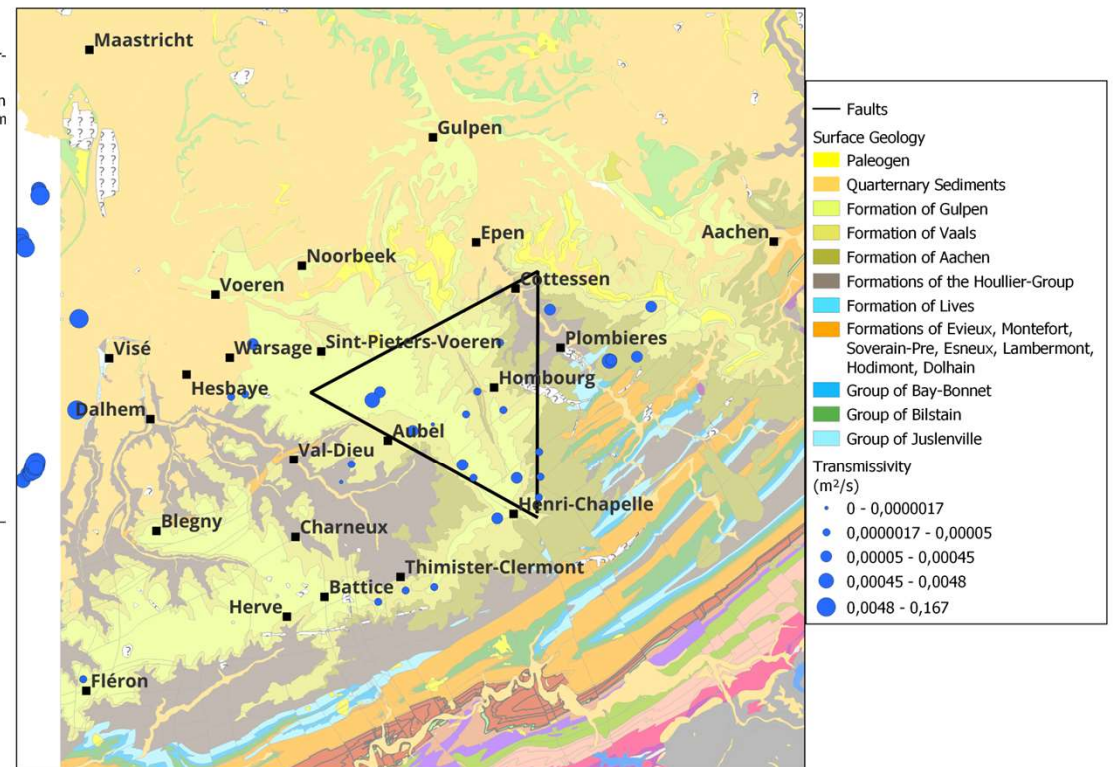 Maastricht
Gulpen
Epen
Aachen
Noorbeek
Cottessen
Voeren
Sint-Pieters-Voeren
Plombieres
Visé
Warsage
Hombourg
Hesbaye
Dalhem
Aubel
Val-Dieu
Henri-Chapelle
Blegny
Charneux
Thimister-Clermont
Battice
Herve
Fléron
Faults
Surface Geology
Paleogen
Quarternary Sediments
Formation of Gulpen
Formation of Vaals
Formation of Aachen
Formations of the Houllier-Group
Formation of Lives
Formations of Evieux, Montefort,
Soverain-Pre, Esneux, Lambermont,
Hodimont, Dolhain
Group of Bay-Bonnet
Group of Bilstain
Group of Juslenville
Transmissivity
(m²/s)
0 - 0,0000017
0,0000017 - 0,00005
0,00005 - 0,00045
0,00045 - 0,0048
0,0048 - 0,167